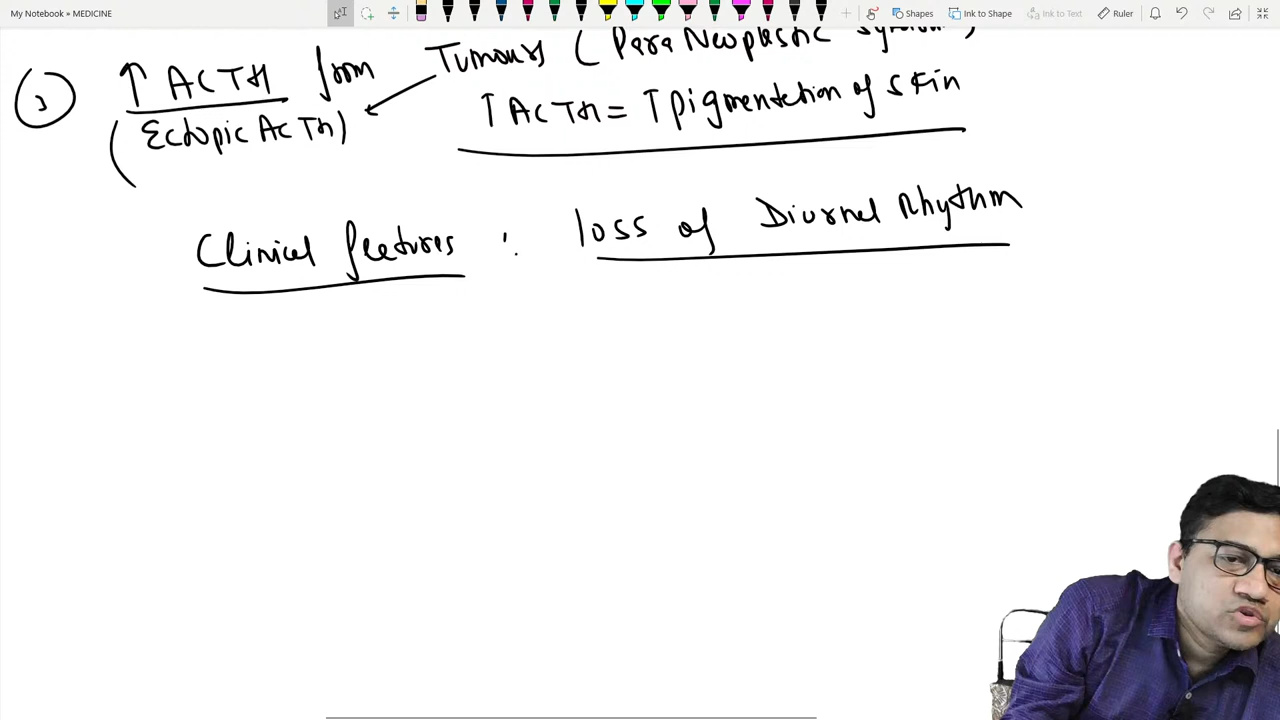 My Notebook » MEDICINE
Shapes Ink to Shape Ink to Text Ruler
3 ↑ ACTH from Tumours ( Para Neoplastic
(Ectopic ACTH)
↑ ACTH = ↑ pigmentation of skin
Clinical features : loss of Diurnal Rhythm